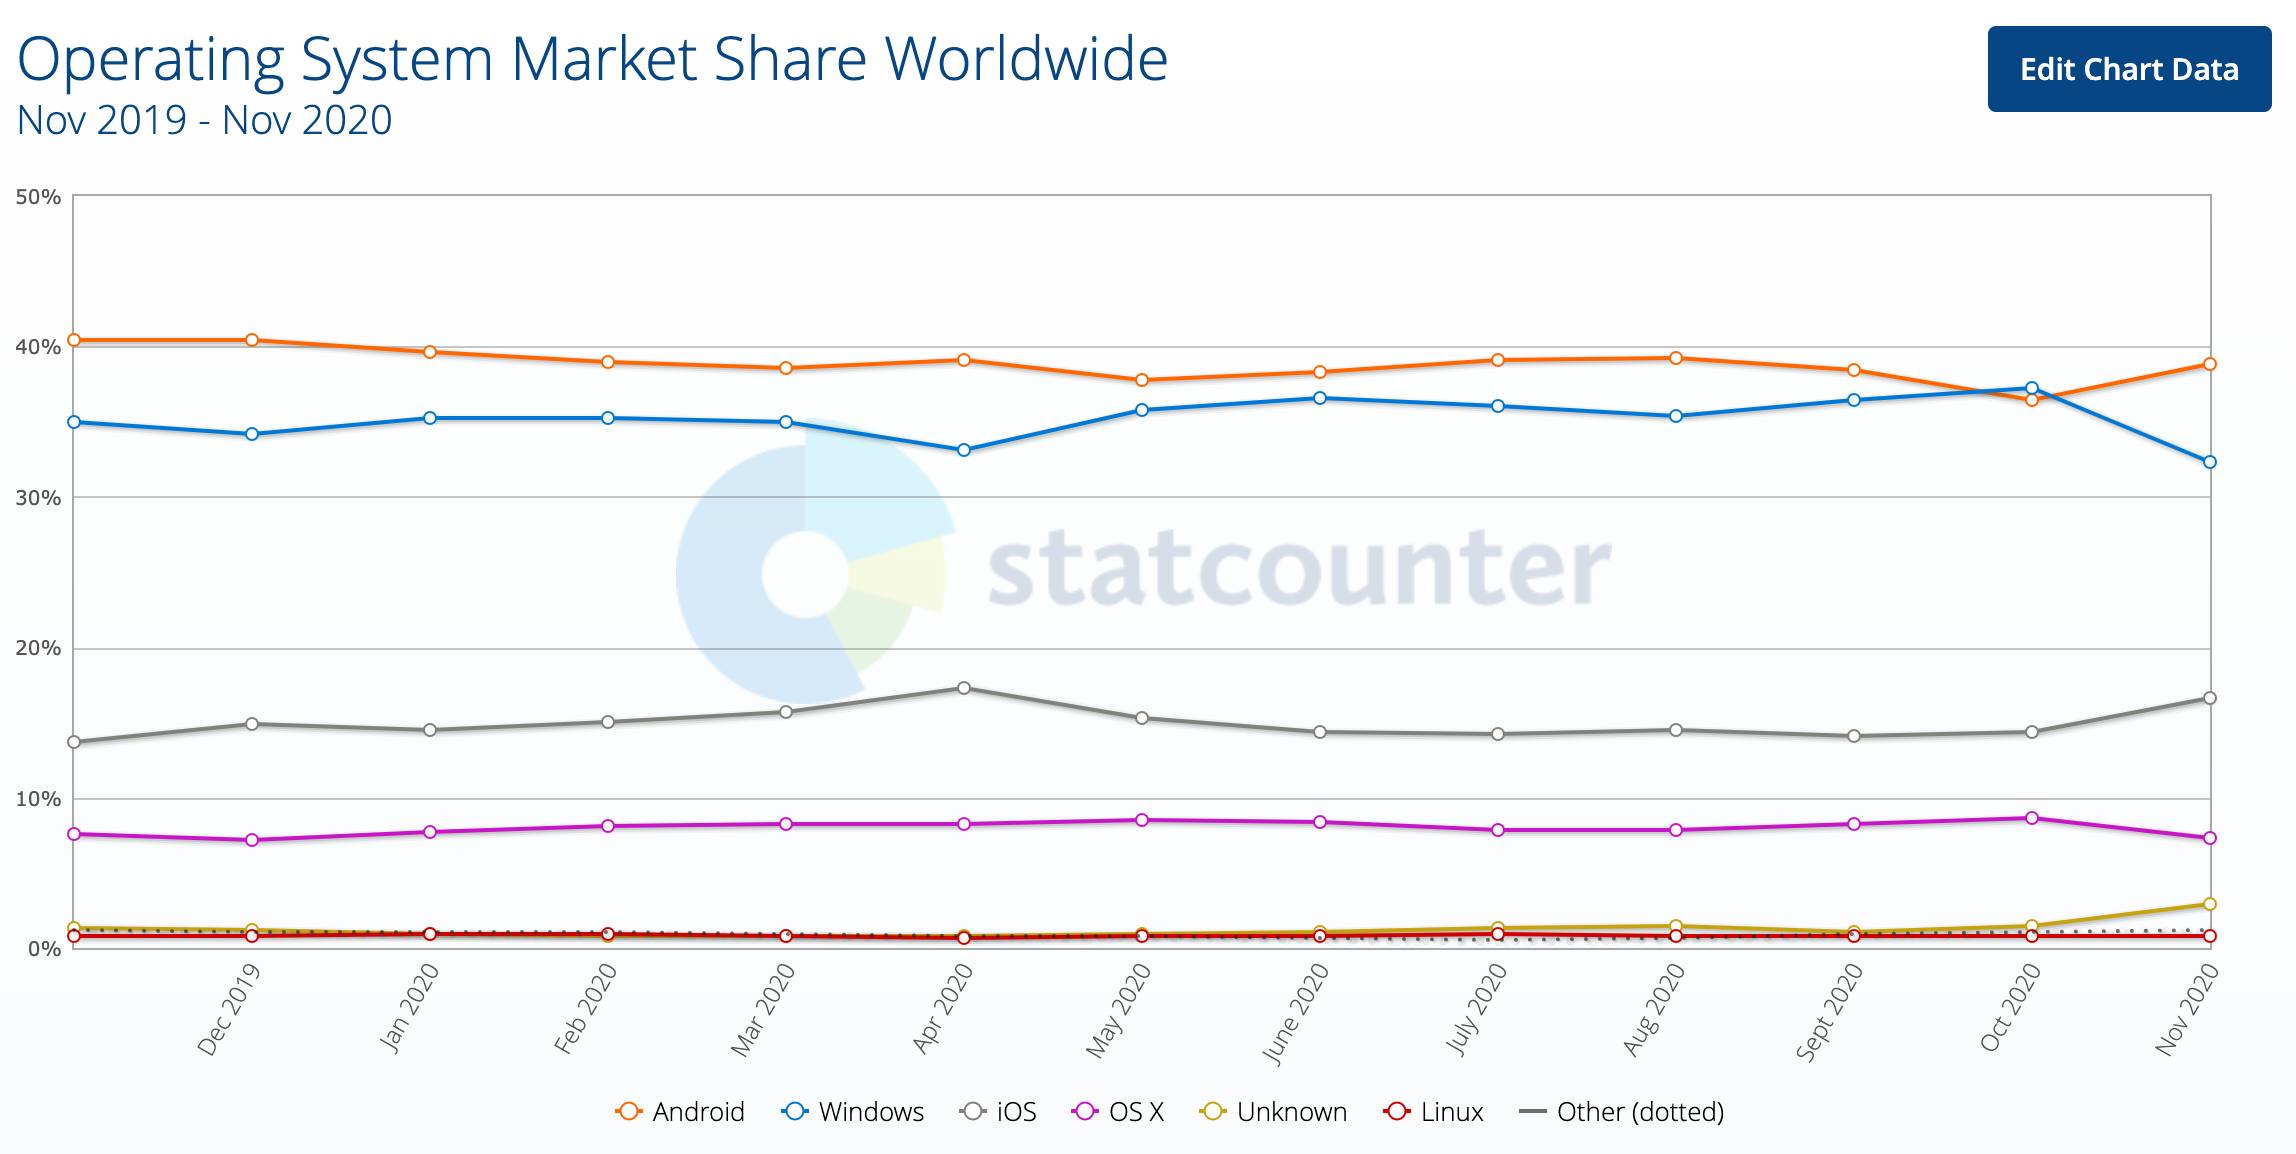 Operating System Market Share Worldwide
Edit Chart Data
Nov 2019 - Nov 2020
50%
40%
30%
20%
10%
0%
statcounter
Dec 2019
Jan 2020
Feb 2020
Mar 2020
Apr 2020
May 2020
June 2020
July 2020
Aug 2020
Sept 2020
Oct 2020
Nov 2020
Android Windows iOS OS X Unknown Linux Other (dotted)